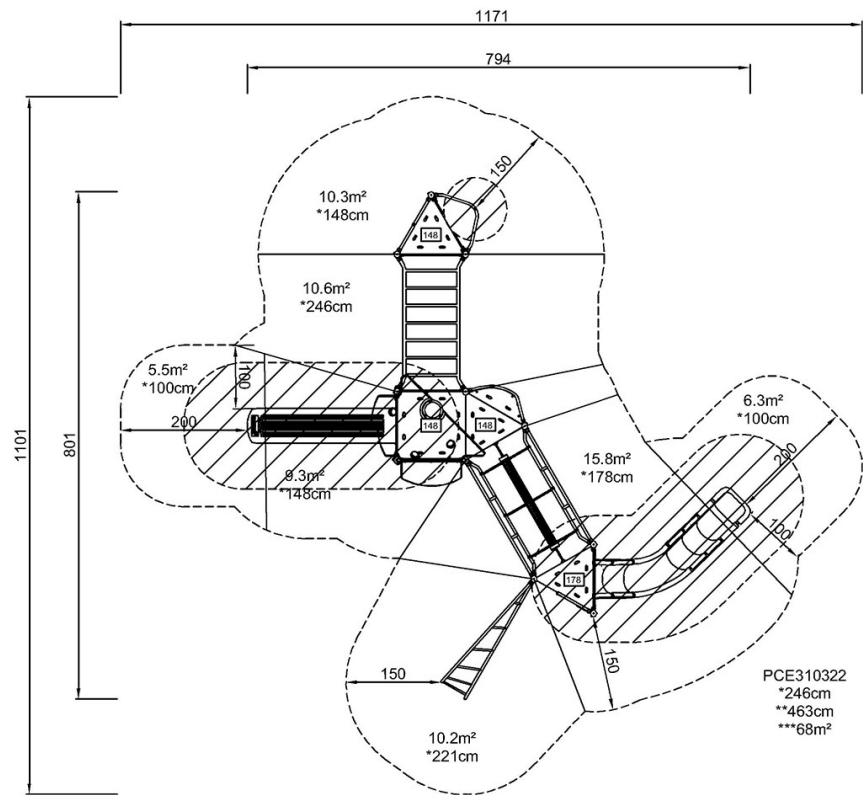 1171
794
150
10.3m²
*148cm
148
10.6m²
*246cm
5.5m²
*100cm
100
200
1101
801
148
148
9.3m²
*148cm
6.3m²
*100cm
200
15.8m²
*178cm
100
178
150
150
PCE310322
*246cm
**463cm
***68m²
10.2m²
*221cm